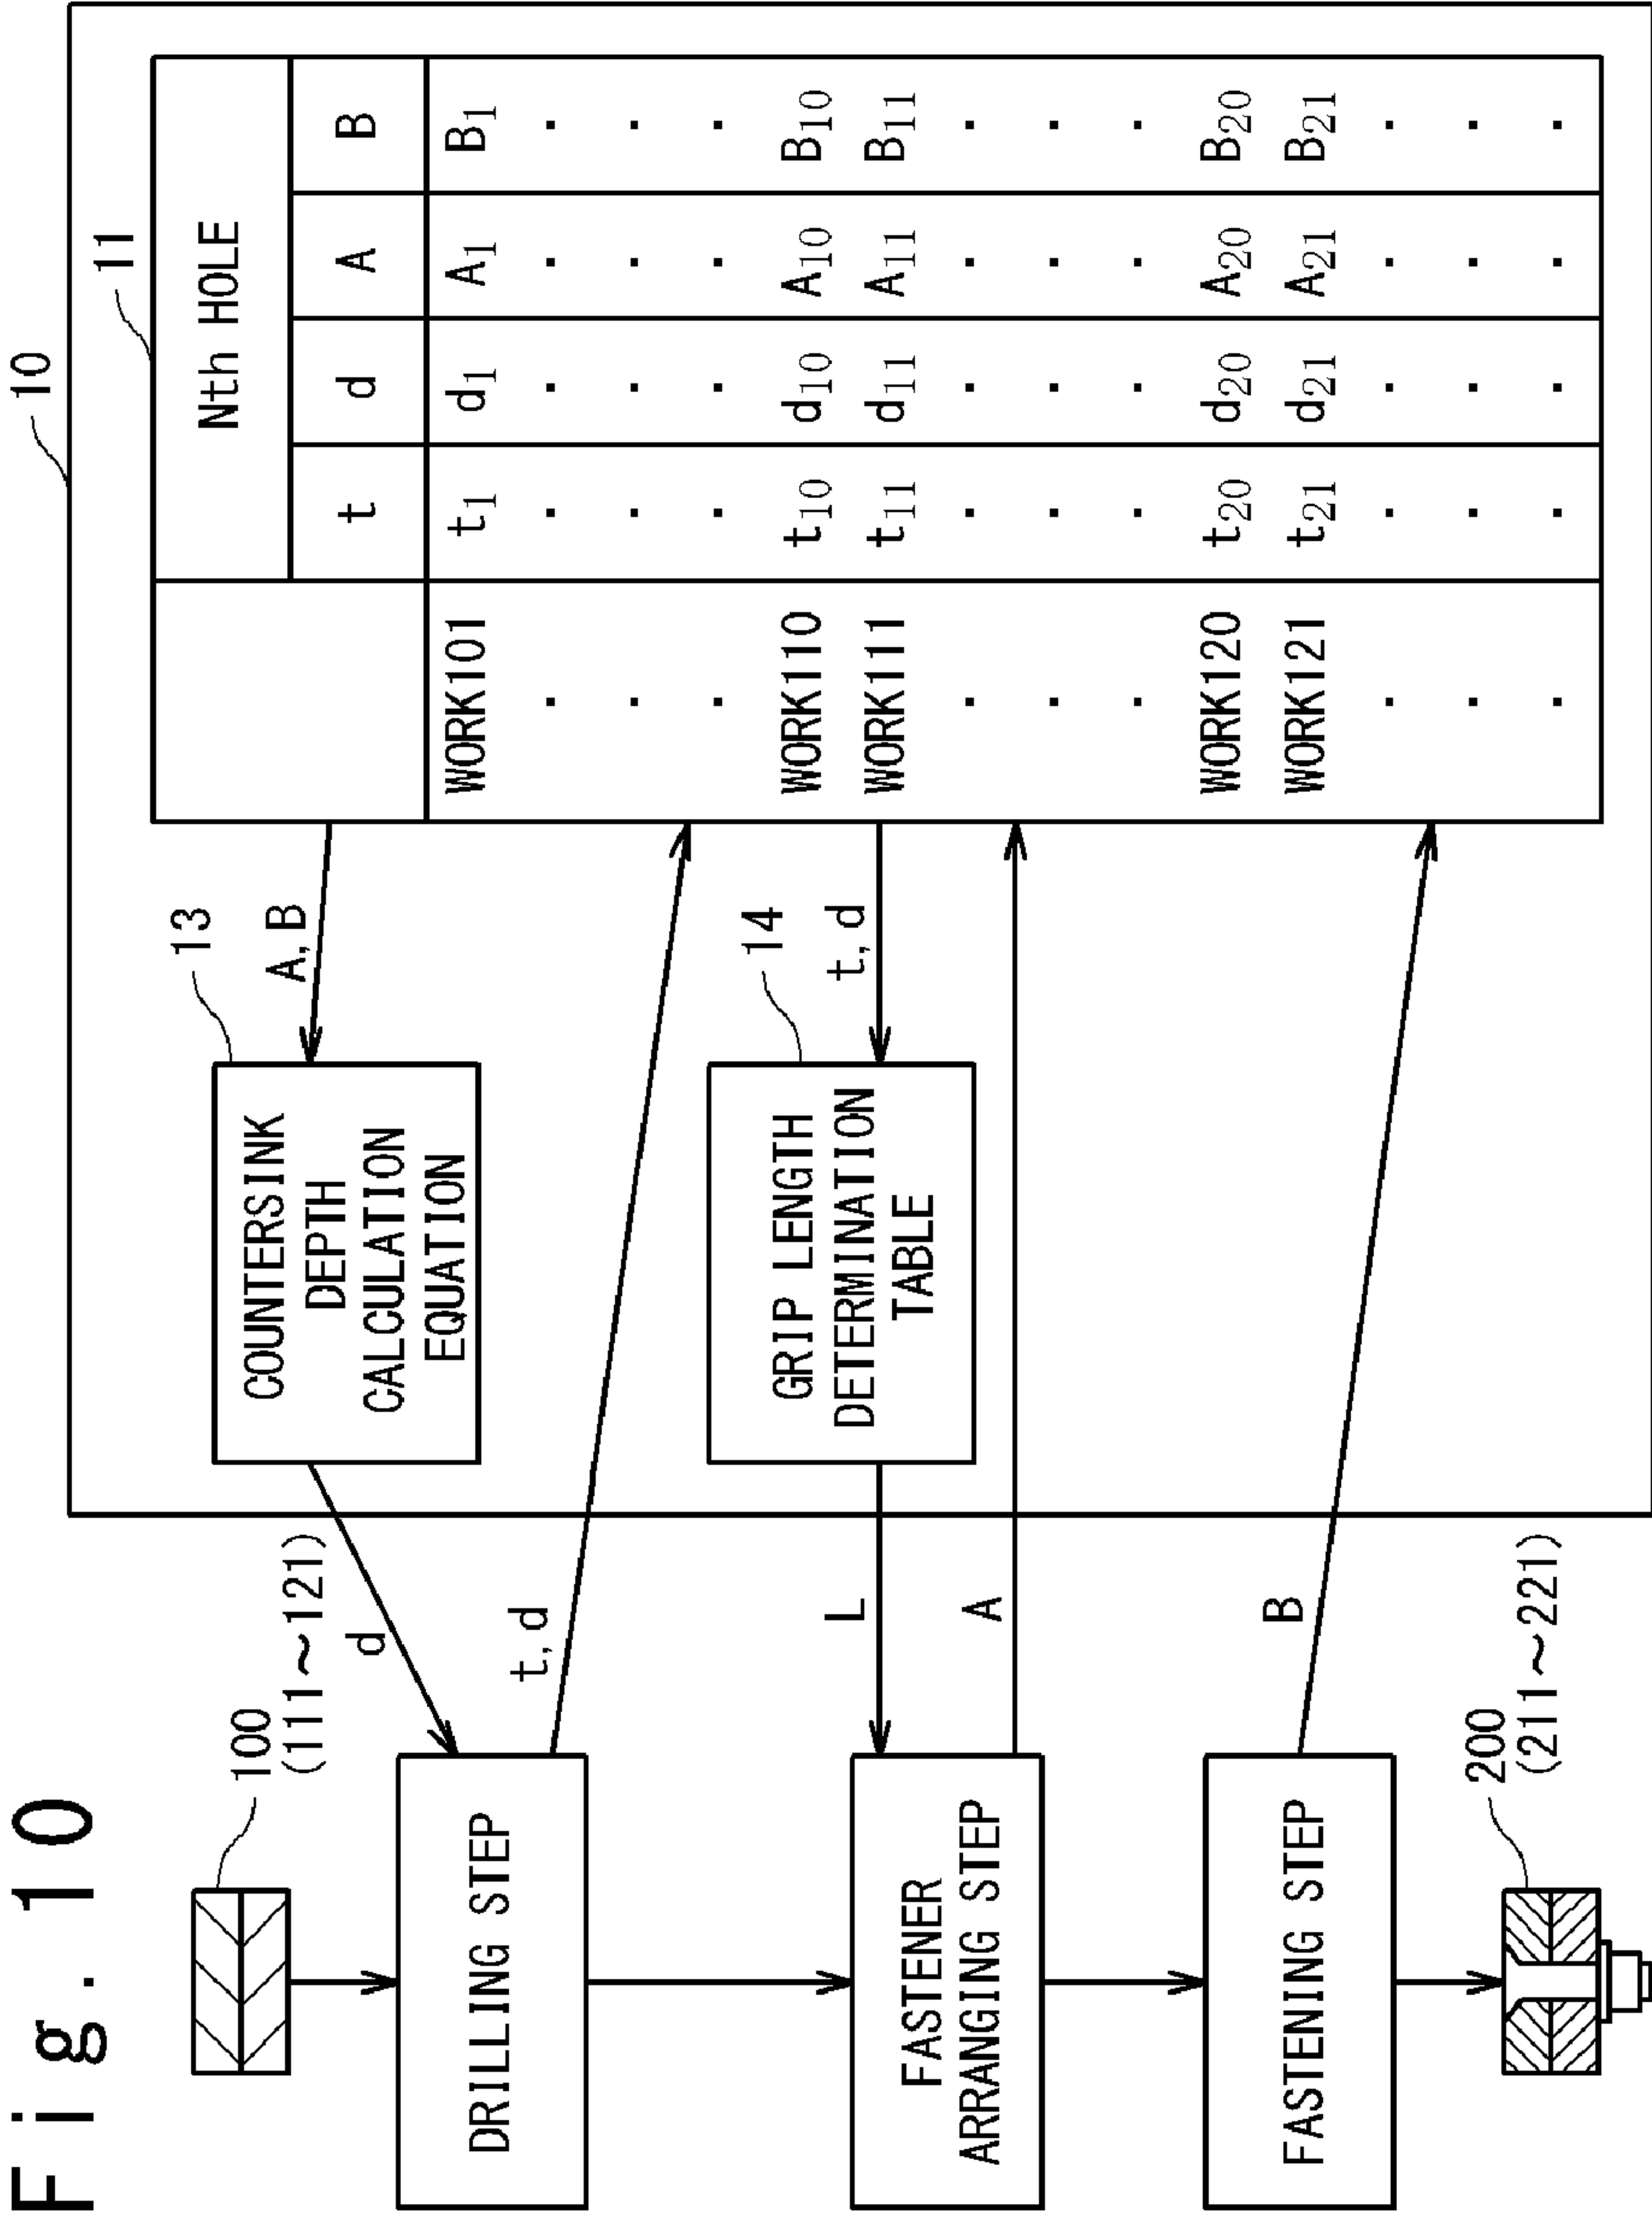 Fig. 10
100
(111~121)
DRILLING STEP
FASTENER
ARRANGING STEP
FASTENING STEP
200
(211~221)
d
t,d
L
A
B
10
13
COUNTERSINK
DEPTH
CALCULATION
EQUATION
A,B
14
GRIP LENGTH
DETERMINATION
TABLE
t,d
11
Nth HOLE
t d A B
WORK101 t1 d1 A1 B1
. . . . .
. . . . .
. . . . .
WORK110 t10 d10 A10 B10
WORK111 t11 d11 A11 B11
. . . . .
. . . . .
. . . . .
WORK120 t20 d20 A20 B20
WORK121 t21 d21 A21 B21
. . . . .
. . . . .
. . . . .